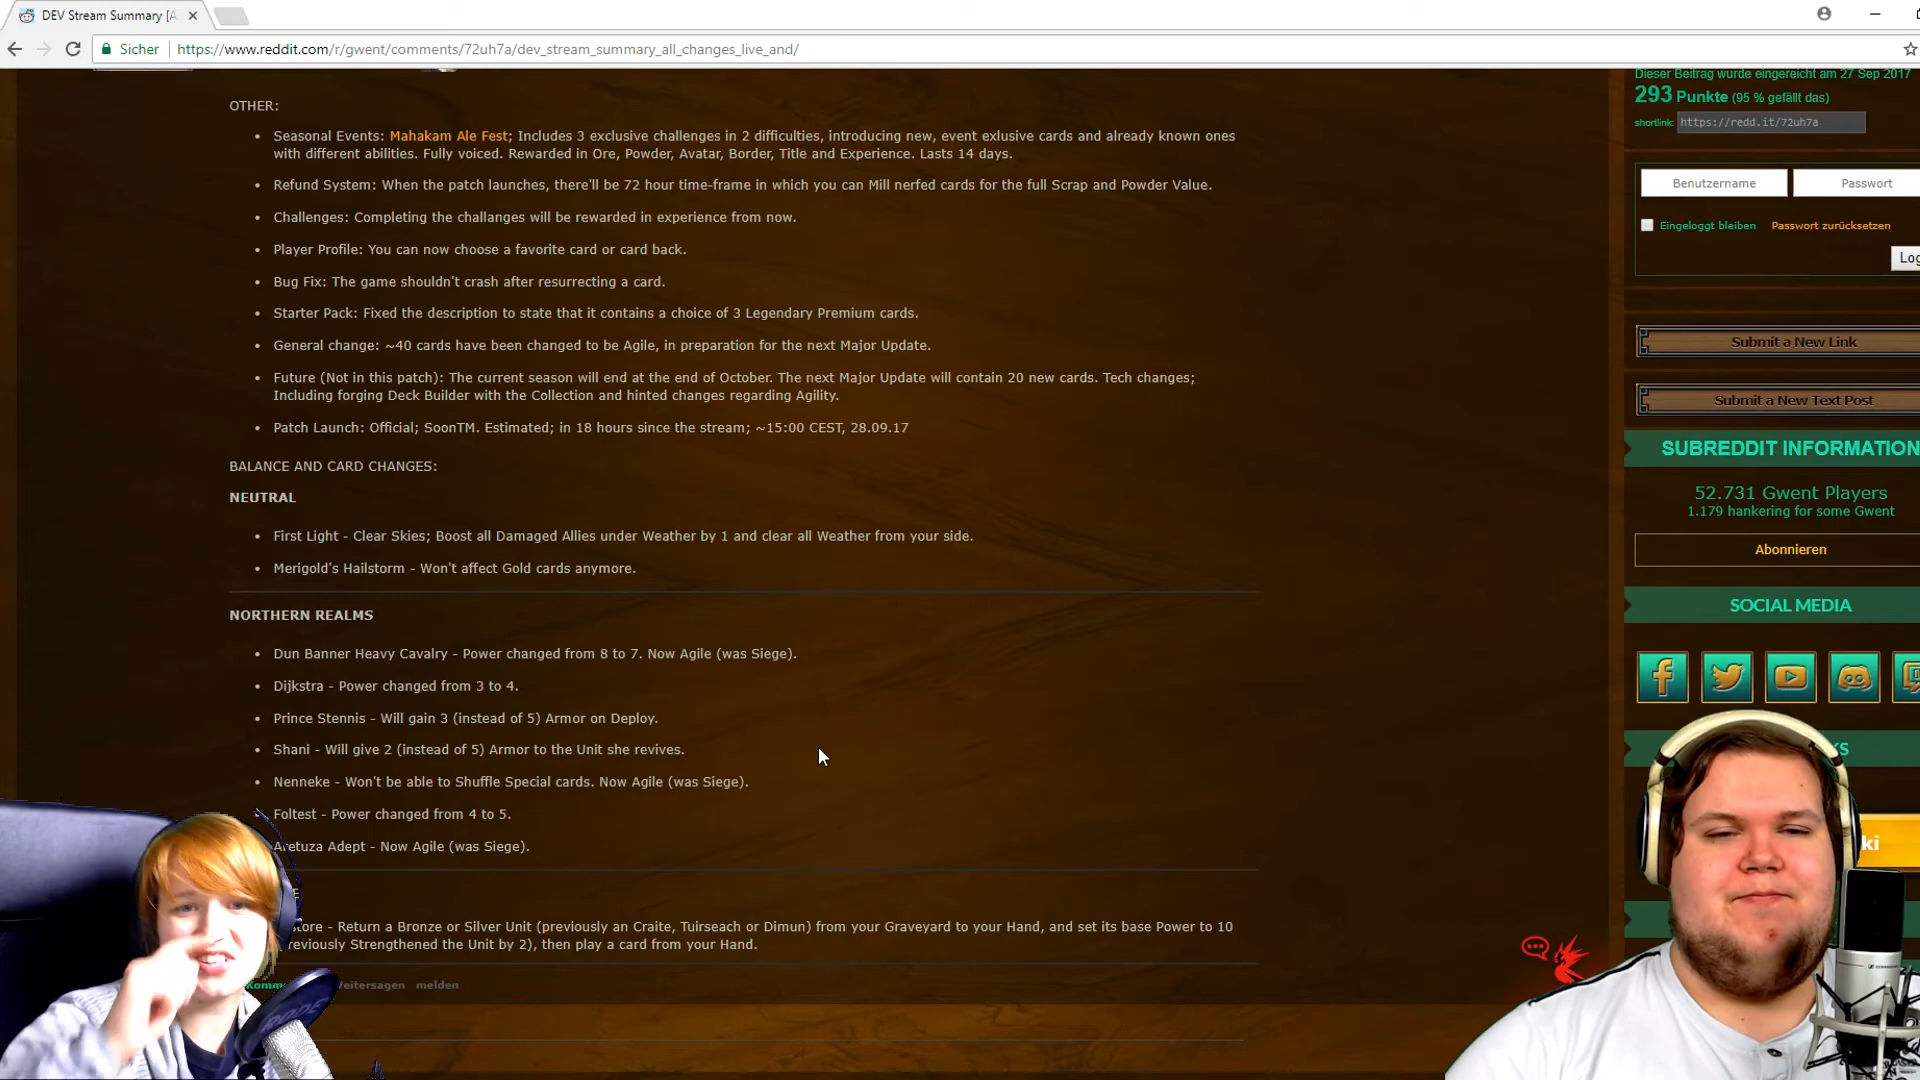 DEV Stream Summary [A
Sicher https://www.reddit.com/r/gwent/comments/72uh7a/dev_stream_summary_all_changes_live_and/
OTHER:
Seasonal Events: Mahakam Ale Fest; Includes 3 exclusive challenges in 2 difficulties, introducing new, event exlusive cards and already known ones
with different abilities. Fully voiced. Rewarded in Ore, Powder, Avatar, Border, Title and Experience. Lasts 14 days.
Refund System: When the patch launches, there'll be 72 hour time-frame in which you can Mill nerfed cards for the full Scrap and Powder Value.
Challenges: Completing the challanges will be rewarded in experience from now.
Player Profile: You can now choose a favorite card or card back.
Bug Fix: The game shouldn't crash after resurrecting a card.
Starter Pack: Fixed the description to state that it contains a choice of 3 Legendary Premium cards.
General change: ~40 cards have been changed to be Agile, in preparation for the next Major Update.
Future (Not in this patch): The current season will end at the end of October. The next Major Update will contain 20 new cards. Tech changes;
Including forging Deck Builder with the Collection and hinted changes regarding Agility.
Patch Launch: Official; SoonTM. Estimated; in 18 hours since the stream; ~15:00 CEST, 28.09.17
BALANCE AND CARD CHANGES:
NEUTRAL
First Light - Clear Skies; Boost all Damaged Allies under Weather by 1 and clear all Weather from your side.
Merigold's Hailstorm - Won't affect Gold cards anymore.
NORTHERN REALMS
Dun Banner Heavy Cavalry - Power changed from 8 to 7. Now Agile (was Siege).
Dijkstra - Power changed from 3 to 4.
Prince Stennis - Will gain 3 (instead of 5) Armor on Deploy.
Shani - Will give 2 (instead of 5) Armor to the Unit she revives.
Nenneke - Won't be able to Shuffle Special cards. Now Agile (was Siege).
Foltest - Power changed from 4 to 5.
Aretuza Adept - Now Agile (was Siege).
E
tore - Return a Bronze or Silver Unit (previously an Craite, Tuirseach or Dimun) from your Graveyard to your Hand, and set its base Power to 10
reviously Strengthened the Unit by 2), then play a card from your Hand.
Komm eitersagen melden
Dieser Beitrag wurde eingereicht am 27 Sep 2017
293 Punkte (95 % gefällt das)
shortlink: https://redd.it/72uh7a
Benutzername Passwort
Eingeloggt bleiben Passwort zurücksetzen
Log
Submit a New Link
Submit a New Text Post
SUBREDDIT INFORMATION
52.731 Gwent Players
1.179 hankering for some Gwent
Abonnieren
SOCIAL MEDIA
KS
ki
RODE